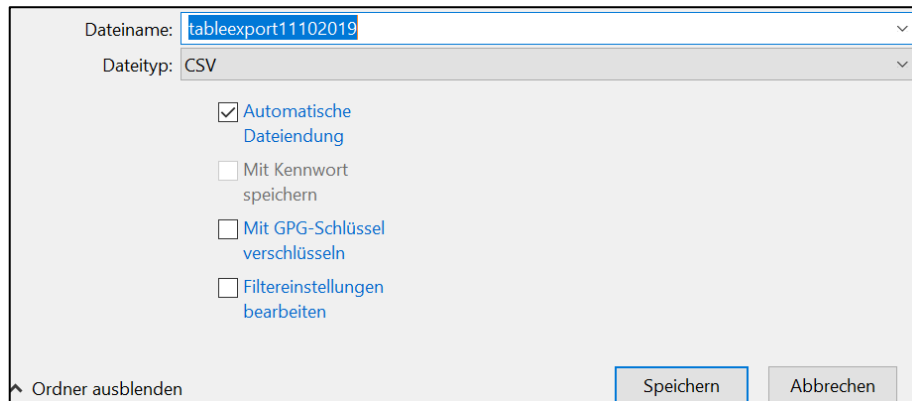 Dateiname: tableexport11102019
Dateityp: CSV
Automatische
Dateiendung
Mit Kennwort
speichern
Mit GPG-Schlüssel
verschlüsseln
Filtereinstellungen
bearbeiten
Ordner ausblenden Speichern Abbrechen